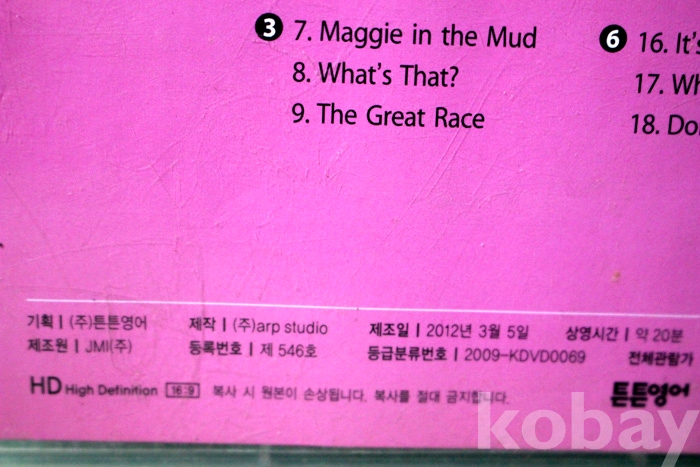 ❸ 7. Maggie in the Mud
8. What's That?
9. The Great Race
❻ 16. It's
17. Wh
18. Do
기획 | (주)튼튼영어 제작 | (주)arp studio 제조일 | 2012년 3월 5일 상영시간 | 약 20분
제조원 | JMI(주) 등록번호 | 제 546호 등급분류번호 | 2009-KDVD0069 전체관람가
HD High Definition 16:9 복사 시 원본이 손상됩니다. 복사를 절대 금지합니다. 튼튼영어
kobay